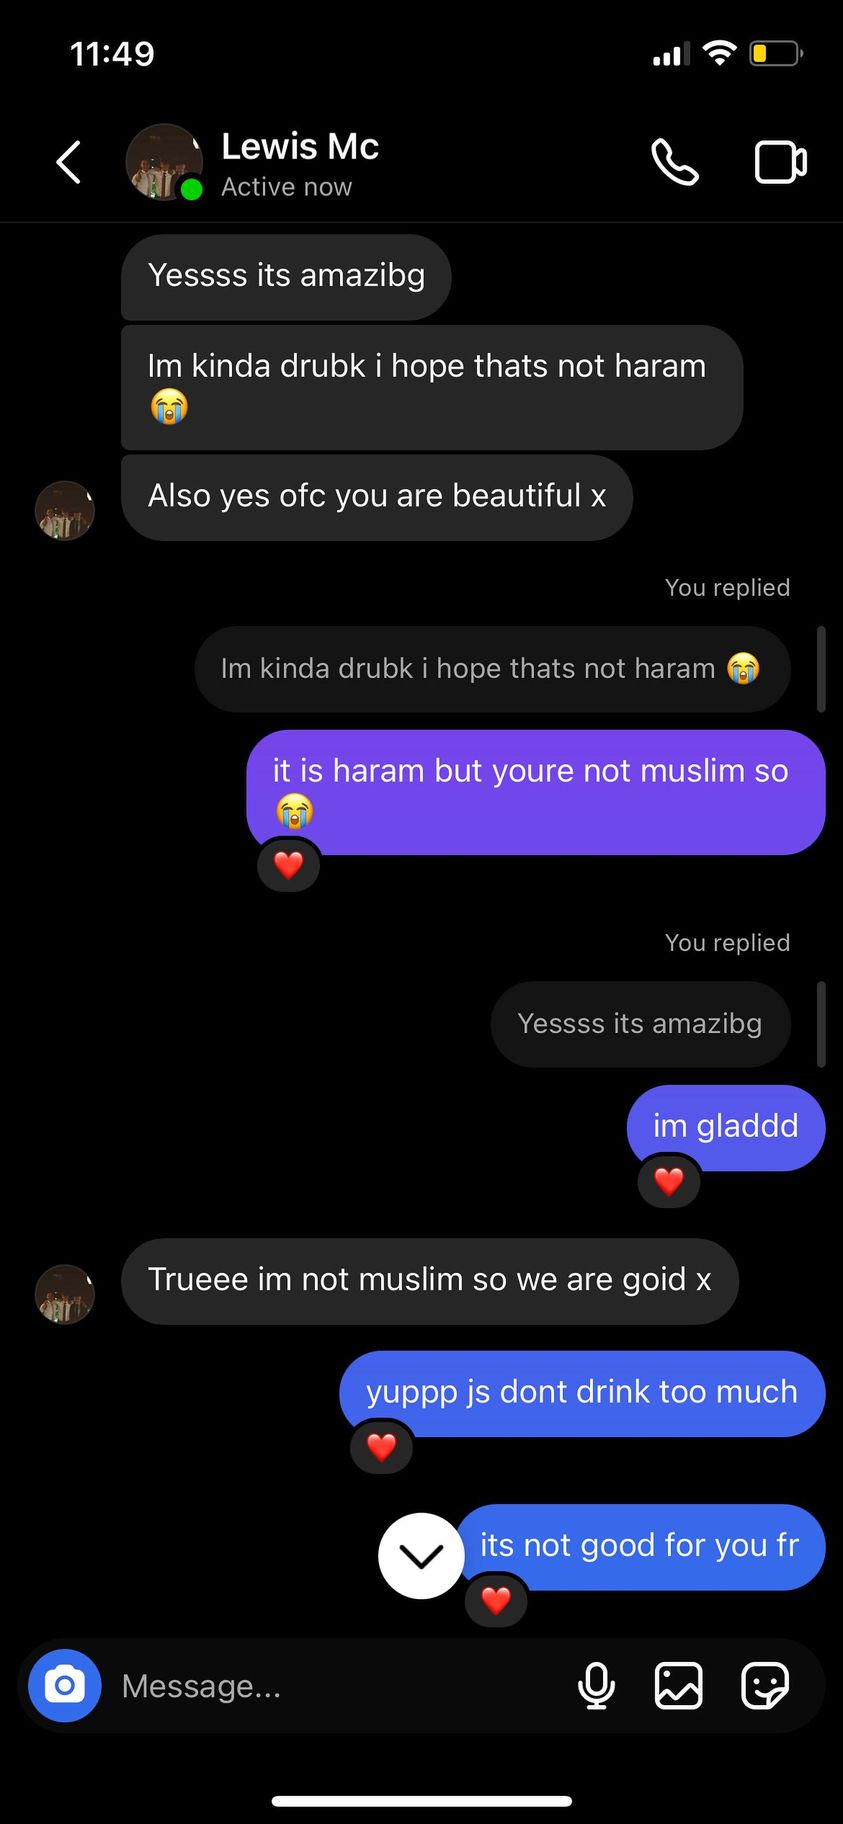 11:49
Lewis Mc
Active now
Yessss its amazibg
Im kinda drubk i hope thats not haram
😭
Also yes ofc you are beautiful x
You replied
Im kinda drubk i hope thats not haram 😭
it is haram but youre not muslim so
😭
You replied
Yessss its amazibg
im gladdd
Trueee im not muslim so we are goid x
yuppp js dont drink too much
its not good for you fr
Message...